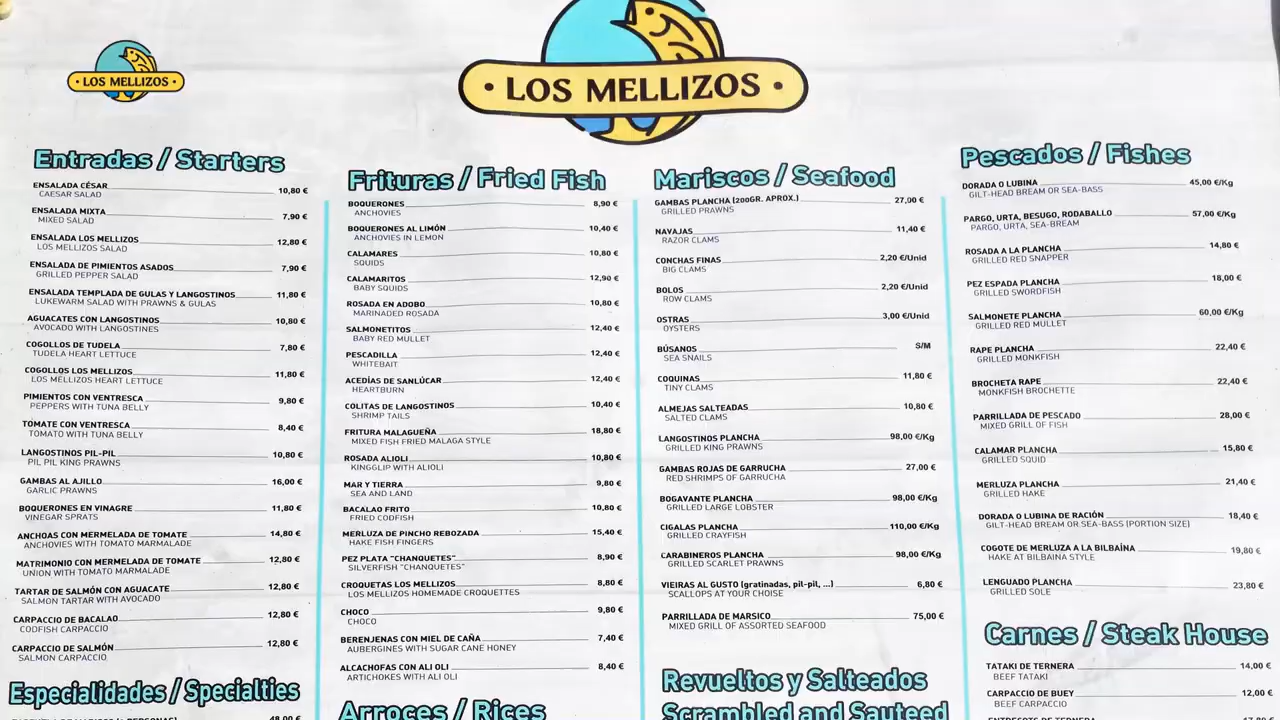 LOS MELLIZOS
LOS MELLIZOS
Entradas / Starters
ENSALADA CÉSAR 10,80 €
CAESAR SALAD
ENSALADA MIXTA 7,90 €
MIXED SALAD
ENSALADA LOS MELLIZOS 12,80 €
LOS MELLIZOS SALAD
ENSALADA DE PIMIENTOS ASADOS 7,90 €
GRILLED PEPPER SALAD
ENSALADA TEMPLADA DE GULAS Y LANGOSTINOS 11,80 €
LUKEWARM SALAD WITH PRAWNS & GULAS
AGUACATES CON LANGOSTINOS 10,80 €
AVOCADO WITH LANGOSTINES
COGOLLOS DE TUDELA 7,80 €
TUDELA HEART LETTUCE
COGOLLOS LOS MELLIZOS 11,80 €
LOS MELLIZOS HEART LETTUCE
PIMIENTOS CON VENTRESCA 9,80 €
PEPPERS WITH TUNA BELLY
TOMATE CON VENTRESCA 8,40 €
TOMATO WITH TUNA BELLY
LANGOSTINOS PIL-PIL 10,80 €
PIL PIL KING PRAWNS
GAMBAS AL AJILLO 16,00 €
GARLIC PRAWNS
BOQUERONES EN VINAGRE 11,80 €
VINEGAR SPRATS
ANCHOAS CON MERMELADA DE TOMATE 14,80 €
ANCHOVIES WITH TOMATO MARMALADE
MATRIMONIO CON MERMELADA DE TOMATE 12,80 €
UNION WITH TOMATO MARMALADE
TARTAR DE SALMÓN CON AGUACATE 12,80 €
SALMON TARTAR WITH AVOCADO
CARPACCIO DE BACALAO 12,80 €
CODFISH CARPACCIO
CARPACCIO DE SALMÓN 12,80 €
SALMON CARPACCIO
Especialidades / Specialties
48,00 €
Frituras / Fried Fish
BOQUERONES 8,90 €
ANCHOVIES
BOQUERONES AL LIMÓN 10,40 €
ANCHOVIES IN LEMON
CALAMARES 10,80 €
SQUIDS
CALAMARITOS 12,90 €
BABY SQUIDS
ROSADA EN ADOBO 10,80 €
MARINADED ROSADA
SALMONETITOS 12,40 €
BABY RED MULLET
PESCADILLA 12,40 €
WHITEBAIT
ACEDÍAS DE SANLÚCAR 12,40 €
HEARTBURN
COLITAS DE LANGOSTINOS 10,40 €
SHRIMP TAILS
FRITURA MALAGUEÑA 18,80 €
MIXED FISH FRIED MALAGA STYLE
ROSADA ALIOLI 10,80 €
KINGGLIP WITH ALIOLI
MAR Y TIERRA 9,80 €
SEA AND LAND
BACALAO FRITO 10,80 €
FRIED CODFISH
MERLUZA DE PINCHO REBOZADA 15,40 €
HAKE FISH FINGERS
PEZ PLATA "CHANQUETES" 8,90 €
SILVERFISH "CHANQUETES"
CROQUETAS LOS MELLIZOS 8,80 €
LOS MELLIZOS HOMEMADE CROQUETTES
CHOCO 9,80 €
CHOCO
BERENJENAS CON MIEL DE CAÑA 7,40 €
AUBERGINES WITH SUGAR CANE HONEY
ALCACHOFAS CON ALI OLI 8,40 €
ARTICHOKES WITH ALI OLI
Arroces / Rices
Mariscos / Seafood
GAMBAS PLANCHA (200GR. APROX.) 27,00 €
GRILLED PRAWNS
NAVAJAS 11,40 €
RAZOR CLAMS
CONCHAS FINAS 2,20 €/Unid
BIG CLAMS
BOLOS 2,20 €/Unid
ROW CLAMS
OSTRAS 3,00 €/Unid
OYSTERS
BÚSANOS S/M
SEA SNAILS
COQUINAS 11,80 €
TINY CLAMS
ALMEJAS SALTEADAS 10,80 €
SALTED CLAMS
LANGOSTINOS PLANCHA 98,00 €/Kg
GRILLED KING PRAWNS
GAMBAS ROJAS DE GARRUCHA 27,00 €
RED SHRIMPS OF GARRUCHA
BOGAVANTE PLANCHA 98,00 €/Kg
GRILLED LARGE LOBSTER
CIGALAS PLANCHA 110,00 €/Kg
GRILLED CRAYFISH
CARABINEROS PLANCHA 98,00 €/Kg
GRILLED SCARLET PRAWNS
VIEIRAS AL GUSTO (gratinadas, pil-pil, ...) 6,80 €
SCALLOPS AT YOUR CHOISE
PARRILLADA DE MARSICO 75,00 €
MIXED GRILL OF ASSORTED SEAFOOD
Revueltos y Salteados
Scrambled and Sauteed
Pescados / Fishes
DORADA O LUBINA 45,00 €/Kg
GILT-HEAD BREAM OR SEA-BASS
PARGO, URTA, BESUGO, RODABALLO 57,00 €/Kg
PARGO, URTA, SEA-BREAM
ROSADA A LA PLANCHA 14,80 €
GRILLED RED SNAPPER
PEZ ESPADA PLANCHA 18,00 €
GRILLED SWORDFISH
SALMONETE PLANCHA 60,00 €/Kg
GRILLED RED MULLET
RAPE PLANCHA 22,40 €
GRILLED MONKFISH
BROCHETA RAPE 22,40 €
MONKFISH BROCHETTE
PARRILLADA DE PESCADO 28,00 €
MIXED GRILL OF FISH
CALAMAR PLANCHA 15,80 €
GRILLED SQUID
MERLUZA PLANCHA 21,40 €
GRILLED HAKE
DORADA O LUBINA DE RACIÓN 18,40 €
GILT-HEAD BREAM OR SEA-BASS (PORTION SIZE)
COGOTE DE MERLUZA A LA BILBAÍNA 19,80 €
HAKE AT BILBAÍNA STYLE
LENGUADO PLANCHA 23,80 €
GRILLED SOLE
Carnes / Steak House
TATAKI DE TERNERA 14,00 €
BEEF TATAKI
CARPACCIO DE BUEY 12,00 €
BEEF CARPACCIO